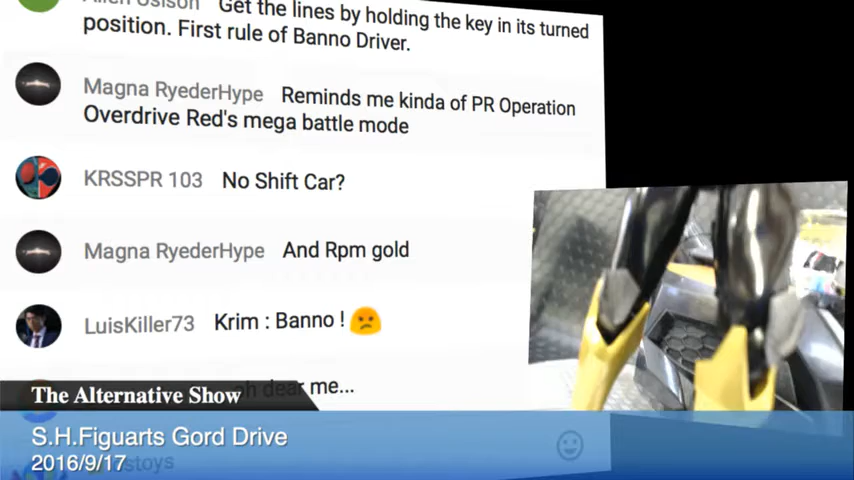 Get the lines by holding the key in its turned
position. First rule of Banno Driver.
Magna RyederHype Reminds me kinda of PR Operation
Overdrive Red's mega battle mode
KRSSPR 103 No Shift Car?
Magna RyederHype And Rpm gold
LuisKiller73 Krim : Banno ! 😕
oh dear me...
The Alternative Show
S.H.Figuarts Gord Drive
2016/9/17